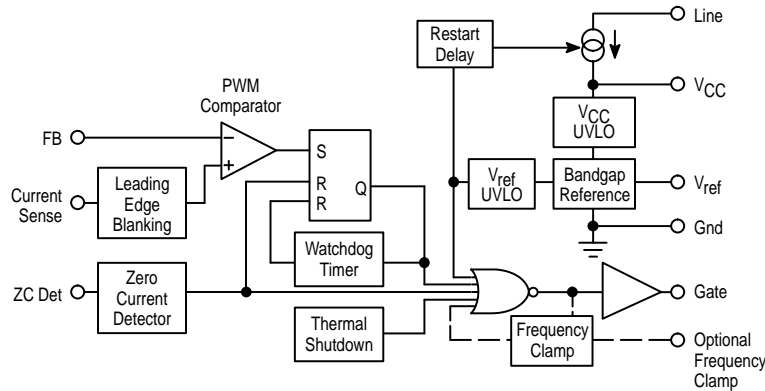 Restart
Delay
Line
PWM
Comparator
VCC
VCC
UVLO
FB
−
+
S
R
R
Q
Current
Sense
Leading
Edge
Blanking
Vref
UVLO
Bandgap
Reference
Vref
Gnd
Watchdog
Timer
ZC Det
Zero
Current
Detector
Gate
Thermal
Shutdown
Frequency
Clamp
Optional
Frequency
Clamp